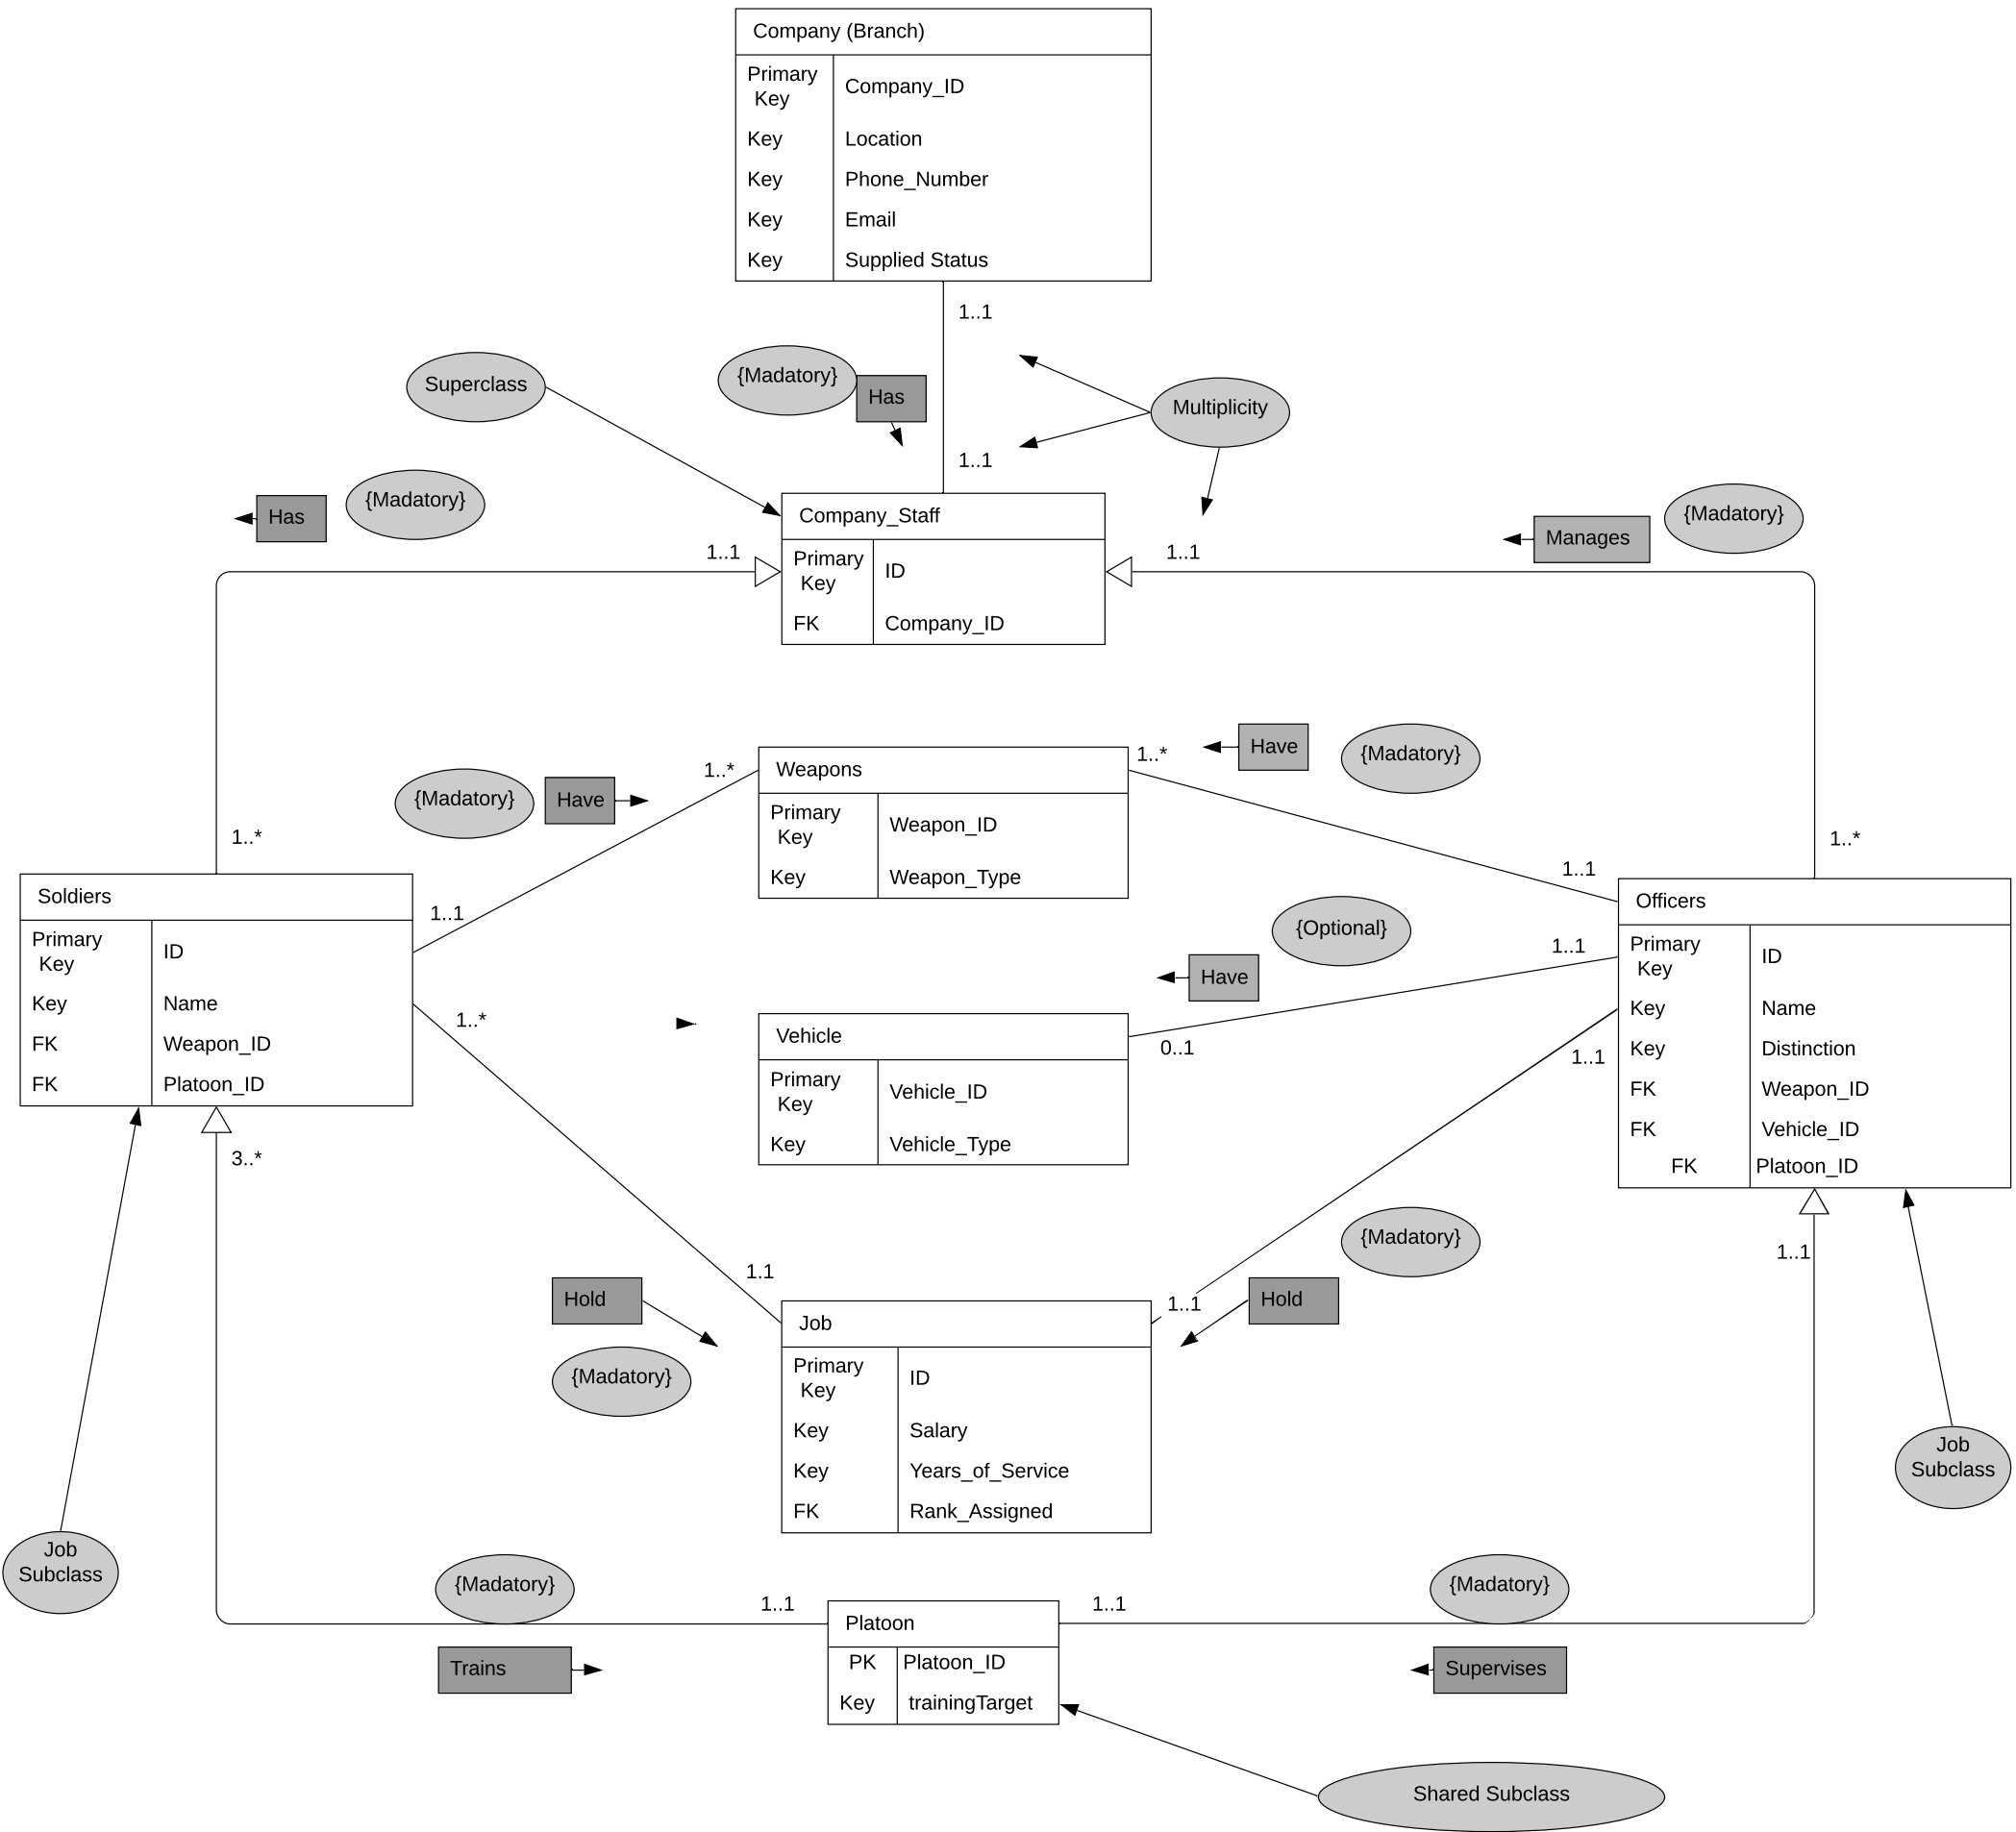 Company (Branch)
Primary
Key
Company_ID
Key
Location
Key
Phone_Number
Key
Email
Key
Supplied Status
1..1
Superclass
{Madatory}
Has
Multiplicity
1..1
Has
{Madatory}
Manages
{Madatory}
1..1
Company_Staff
1..1
Primary
Key
ID
FK
Company_ID
{Madatory}
Have
1..*
Weapons
1..*
Have
{Madatory}
Primary
Key
Weapon_ID
Key
Weapon_Type
1..*
1..*
1..1
1..1
Soldiers
Primary
Key
ID
Key
Name
FK
Weapon_ID
FK
Platoon_ID
1..*
{Optional}
Have
1..1
Vehicle
0..1
Primary
Key
Vehicle_ID
Key
Vehicle_Type
Officers
Primary
Key
ID
Key
Name
Key
Distinction
FK
Weapon_ID
FK
Vehicle_ID
FK
Platoon_ID
1..1
3..*
{Madatory}
1..1
Hold
1.1
1..1
Hold
{Madatory}
Job
Primary
Key
ID
Key
Salary
Key
Years_of_Service
FK
Rank_Assigned
Job
Subclass
Job
Subclass
{Madatory}
1..1
1..1
{Madatory}
Platoon
PK
Platoon_ID
Key
trainingTarget
Trains
Supervises
Shared Subclass